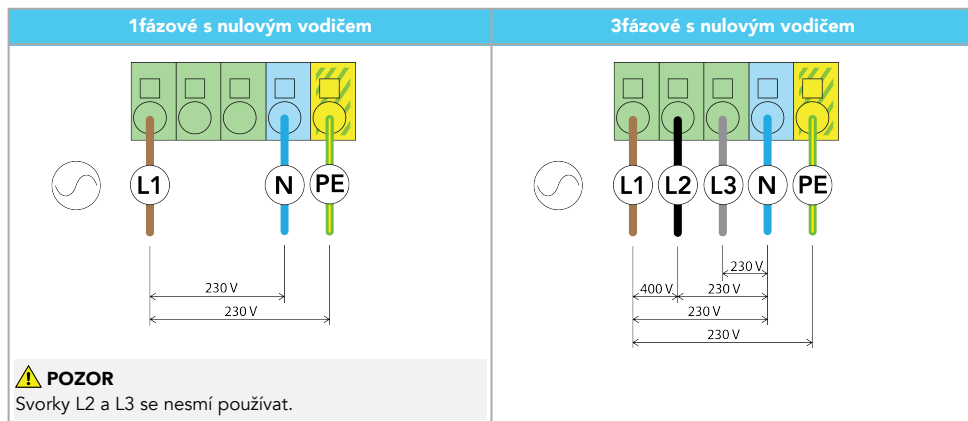 1fázové s nulovým vodičem
L1 N PE
230 V
230 V
POZOR
Svorky L2 a L3 se nesmí používat.
3fázové s nulovým vodičem
L1 L2 L3 N PE
230 V
400 V 230 V
230 V
230 V